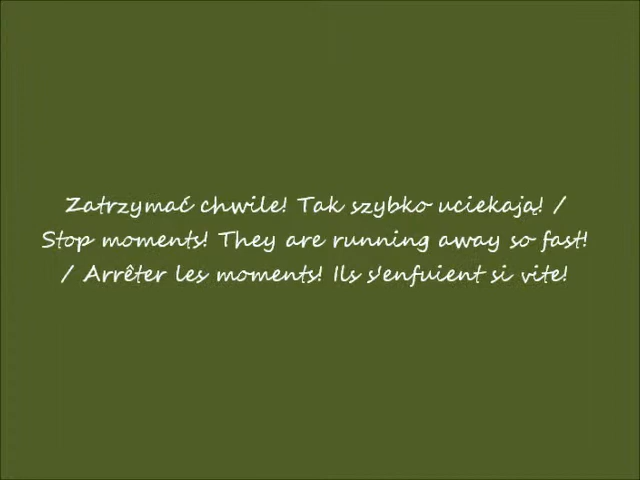 Zatrzymać chwile! Tak szybko uciekają! /
Stop moments! They are running away so fast!
/ Arrêter les moments! Ils s'enfuient si vite!